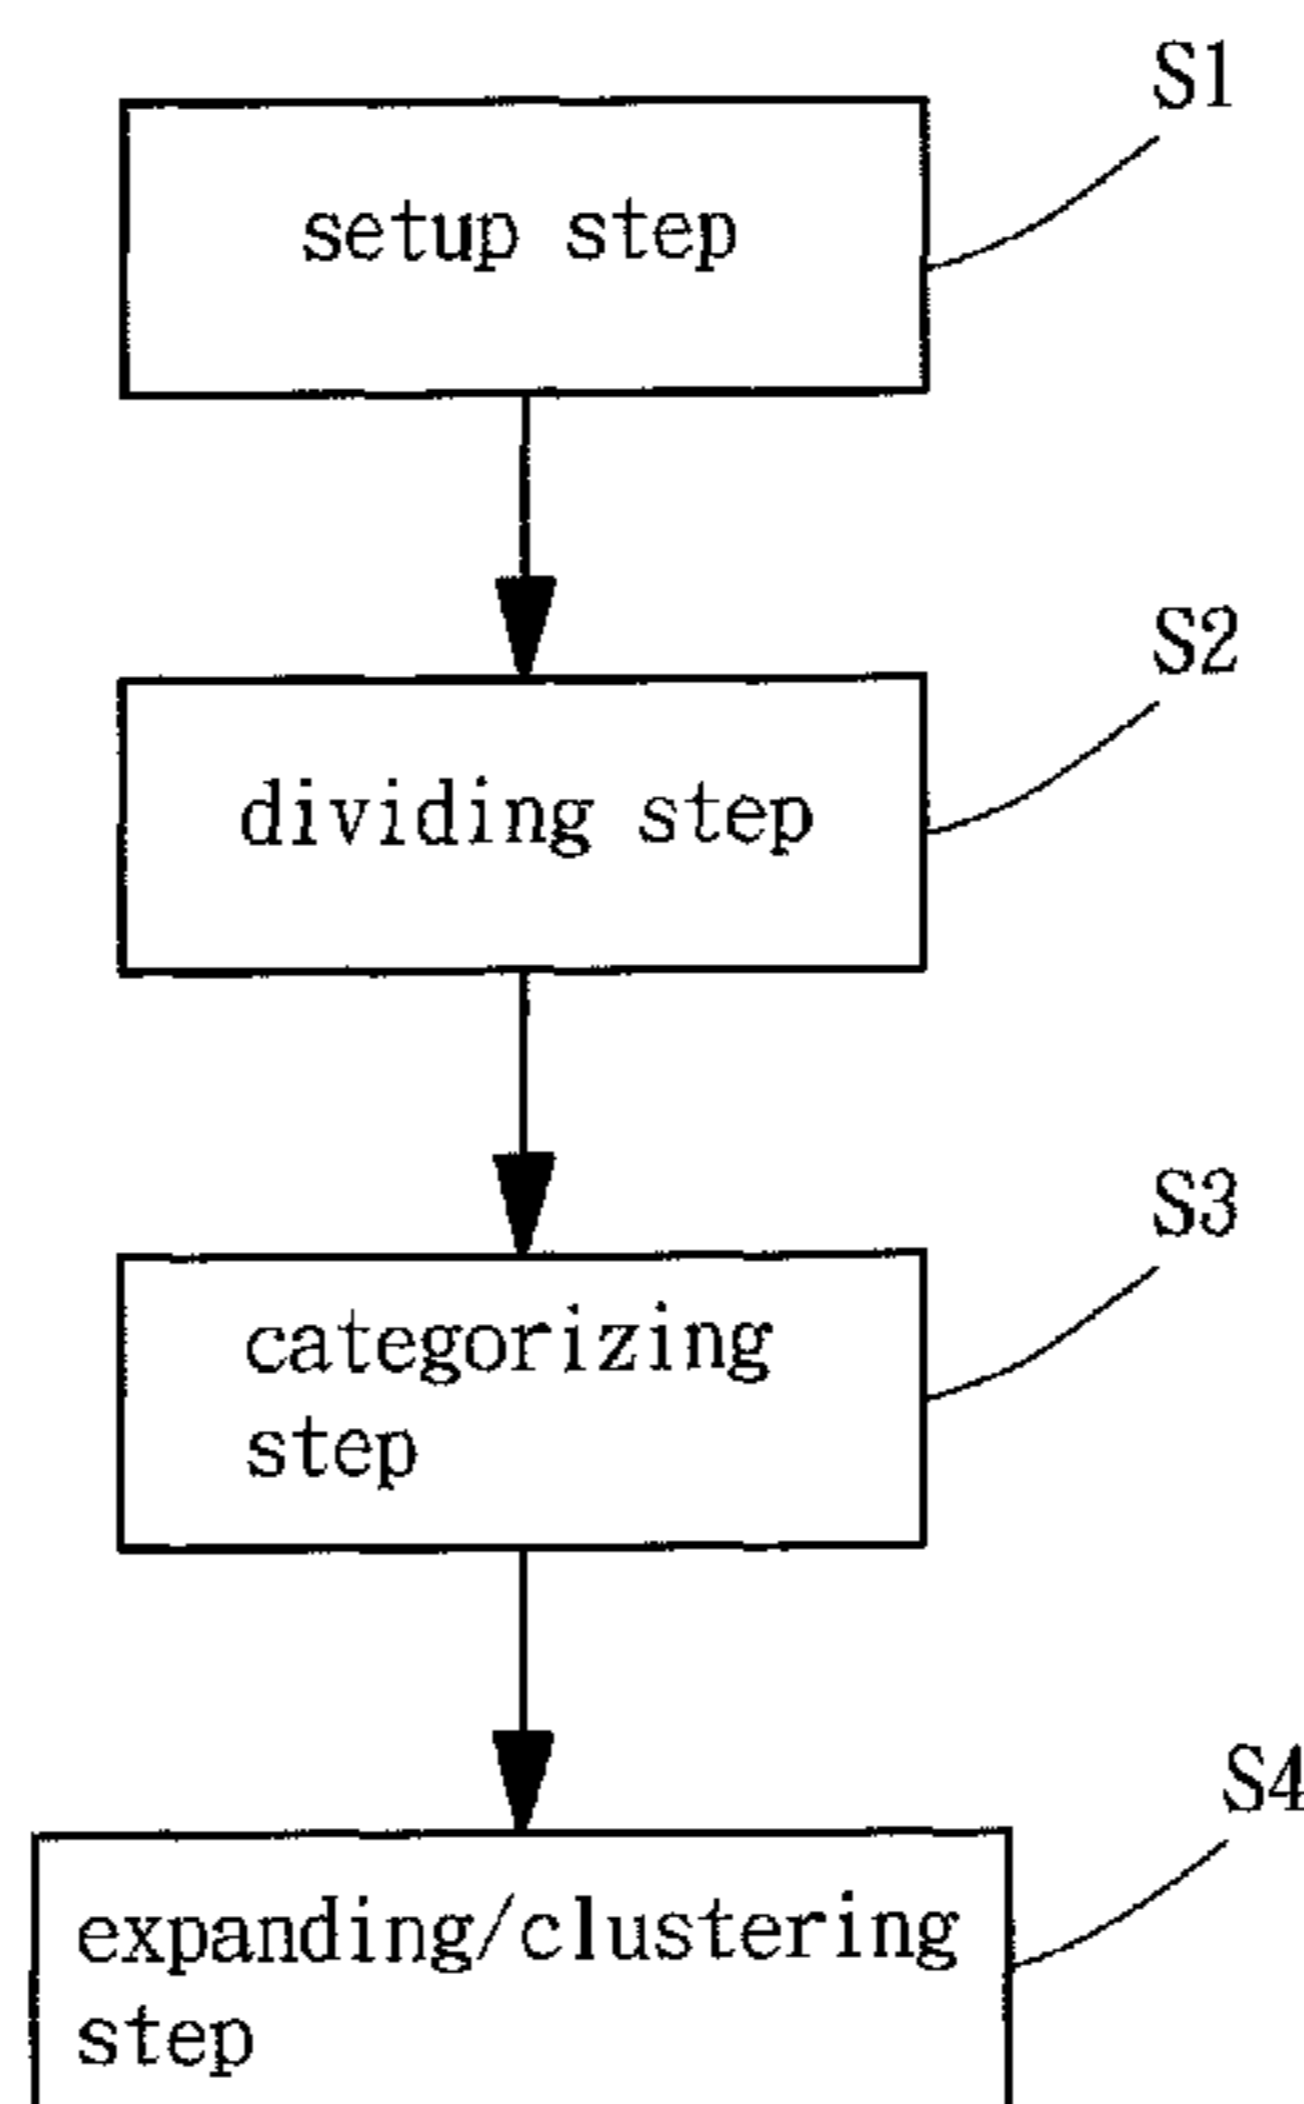 S1
setup step
S2
dividing step
S3
categorizing
step
S4
expanding/clustering
step